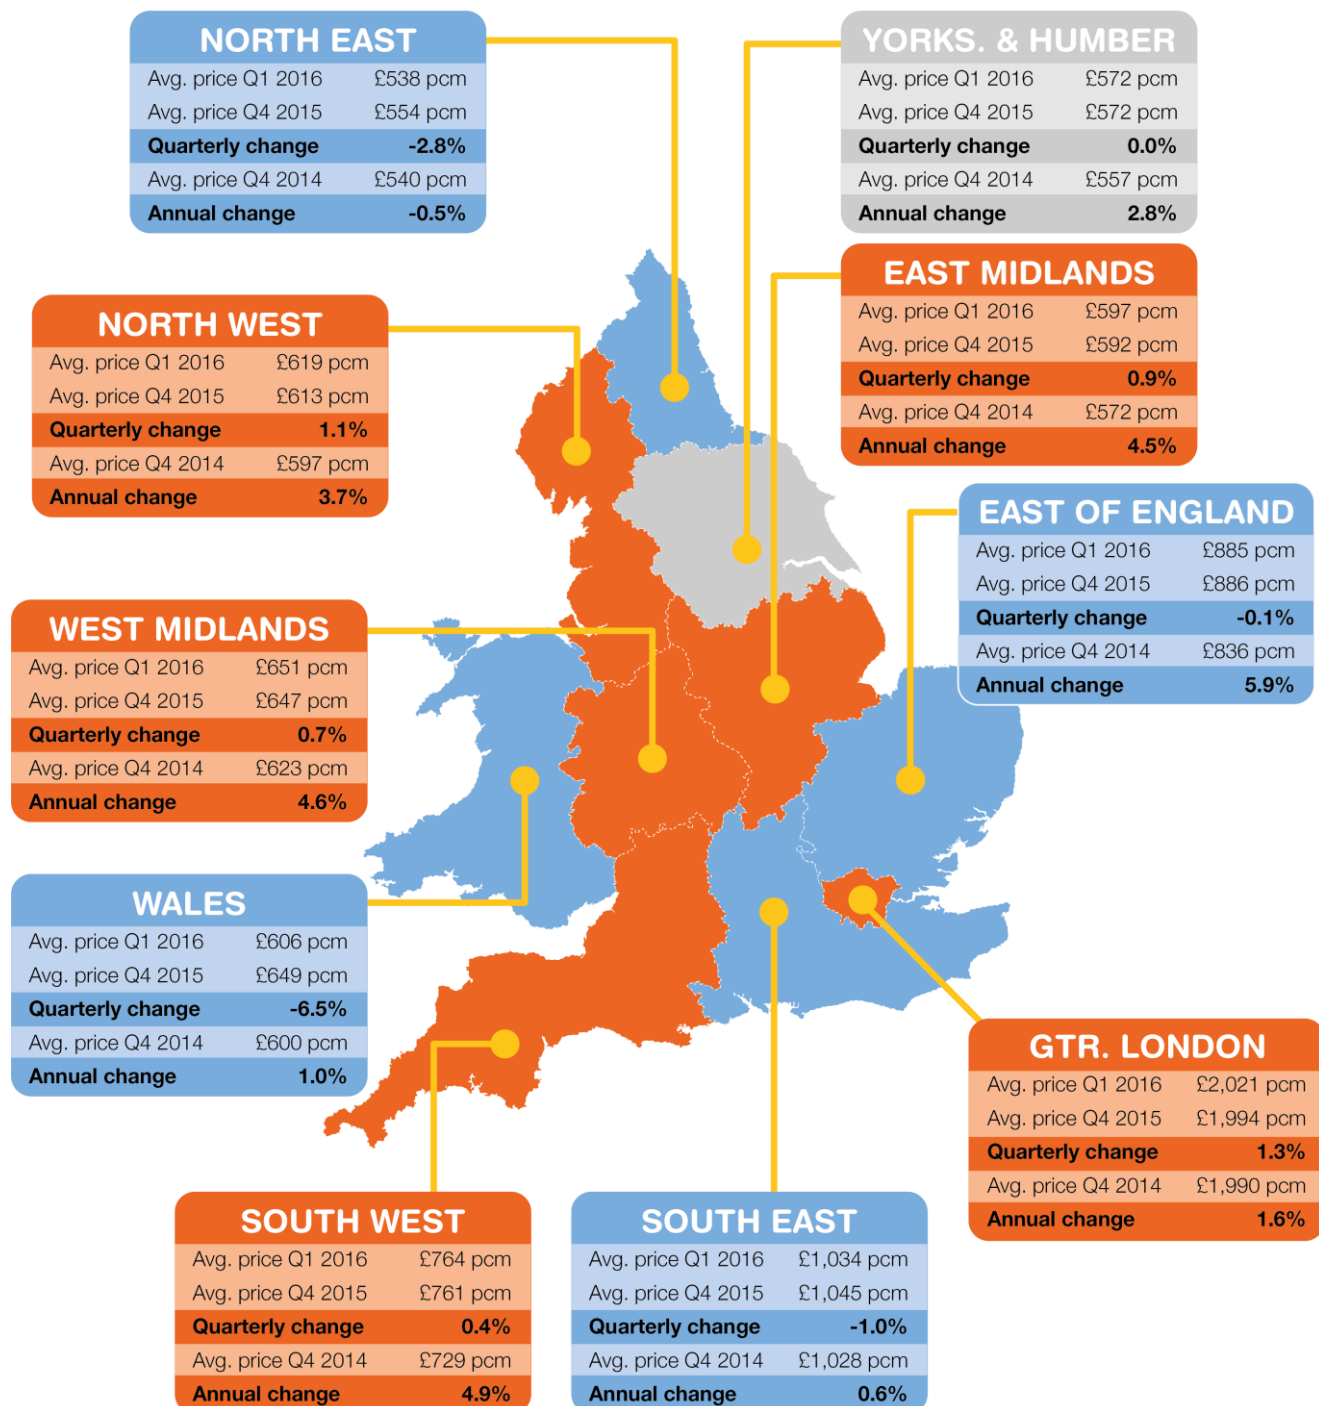 NORTH EAST
Avg. price Q1 2016 £538 pcm
Avg. price Q4 2015 £554 pcm
Quarterly change -2.8%
Avg. price Q4 2014 £540 pcm
Annual change -0.5%
YORKS. & HUMBER
Avg. price Q1 2016 £572 pcm
Avg. price Q4 2015 £572 pcm
Quarterly change 0.0%
Avg. price Q4 2014 £557 pcm
Annual change 2.8%
EAST MIDLANDS
Avg. price Q1 2016 £597 pcm
Avg. price Q4 2015 £592 pcm
Quarterly change 0.9%
Avg. price Q4 2014 £572 pcm
Annual change 4.5%
NORTH WEST
Avg. price Q1 2016 £619 pcm
Avg. price Q4 2015 £613 pcm
Quarterly change 1.1%
Avg. price Q4 2014 £597 pcm
Annual change 3.7%
EAST OF ENGLAND
Avg. price Q1 2016 £885 pcm
Avg. price Q4 2015 £886 pcm
Quarterly change -0.1%
Avg. price Q4 2014 £836 pcm
Annual change 5.9%
WEST MIDLANDS
Avg. price Q1 2016 £651 pcm
Avg. price Q4 2015 £647 pcm
Quarterly change 0.7%
Avg. price Q4 2014 £623 pcm
Annual change 4.6%
WALES
Avg. price Q1 2016 £606 pcm
Avg. price Q4 2015 £649 pcm
Quarterly change -6.5%
Avg. price Q4 2014 £600 pcm
Annual change 1.0%
GTR. LONDON
Avg. price Q1 2016 £2,021 pcm
Avg. price Q4 2015 £1,994 pcm
Quarterly change 1.3%
Avg. price Q4 2014 £1,990 pcm
Annual change 1.6%
SOUTH WEST
Avg. price Q1 2016 £764 pcm
Avg. price Q4 2015 £761 pcm
Quarterly change 0.4%
Avg. price Q4 2014 £729 pcm
Annual change 4.9%
SOUTH EAST
Avg. price Q1 2016 £1,034 pcm
Avg. price Q4 2015 £1,045 pcm
Quarterly change -1.0%
Avg. price Q4 2014 £1,028 pcm
Annual change 0.6%